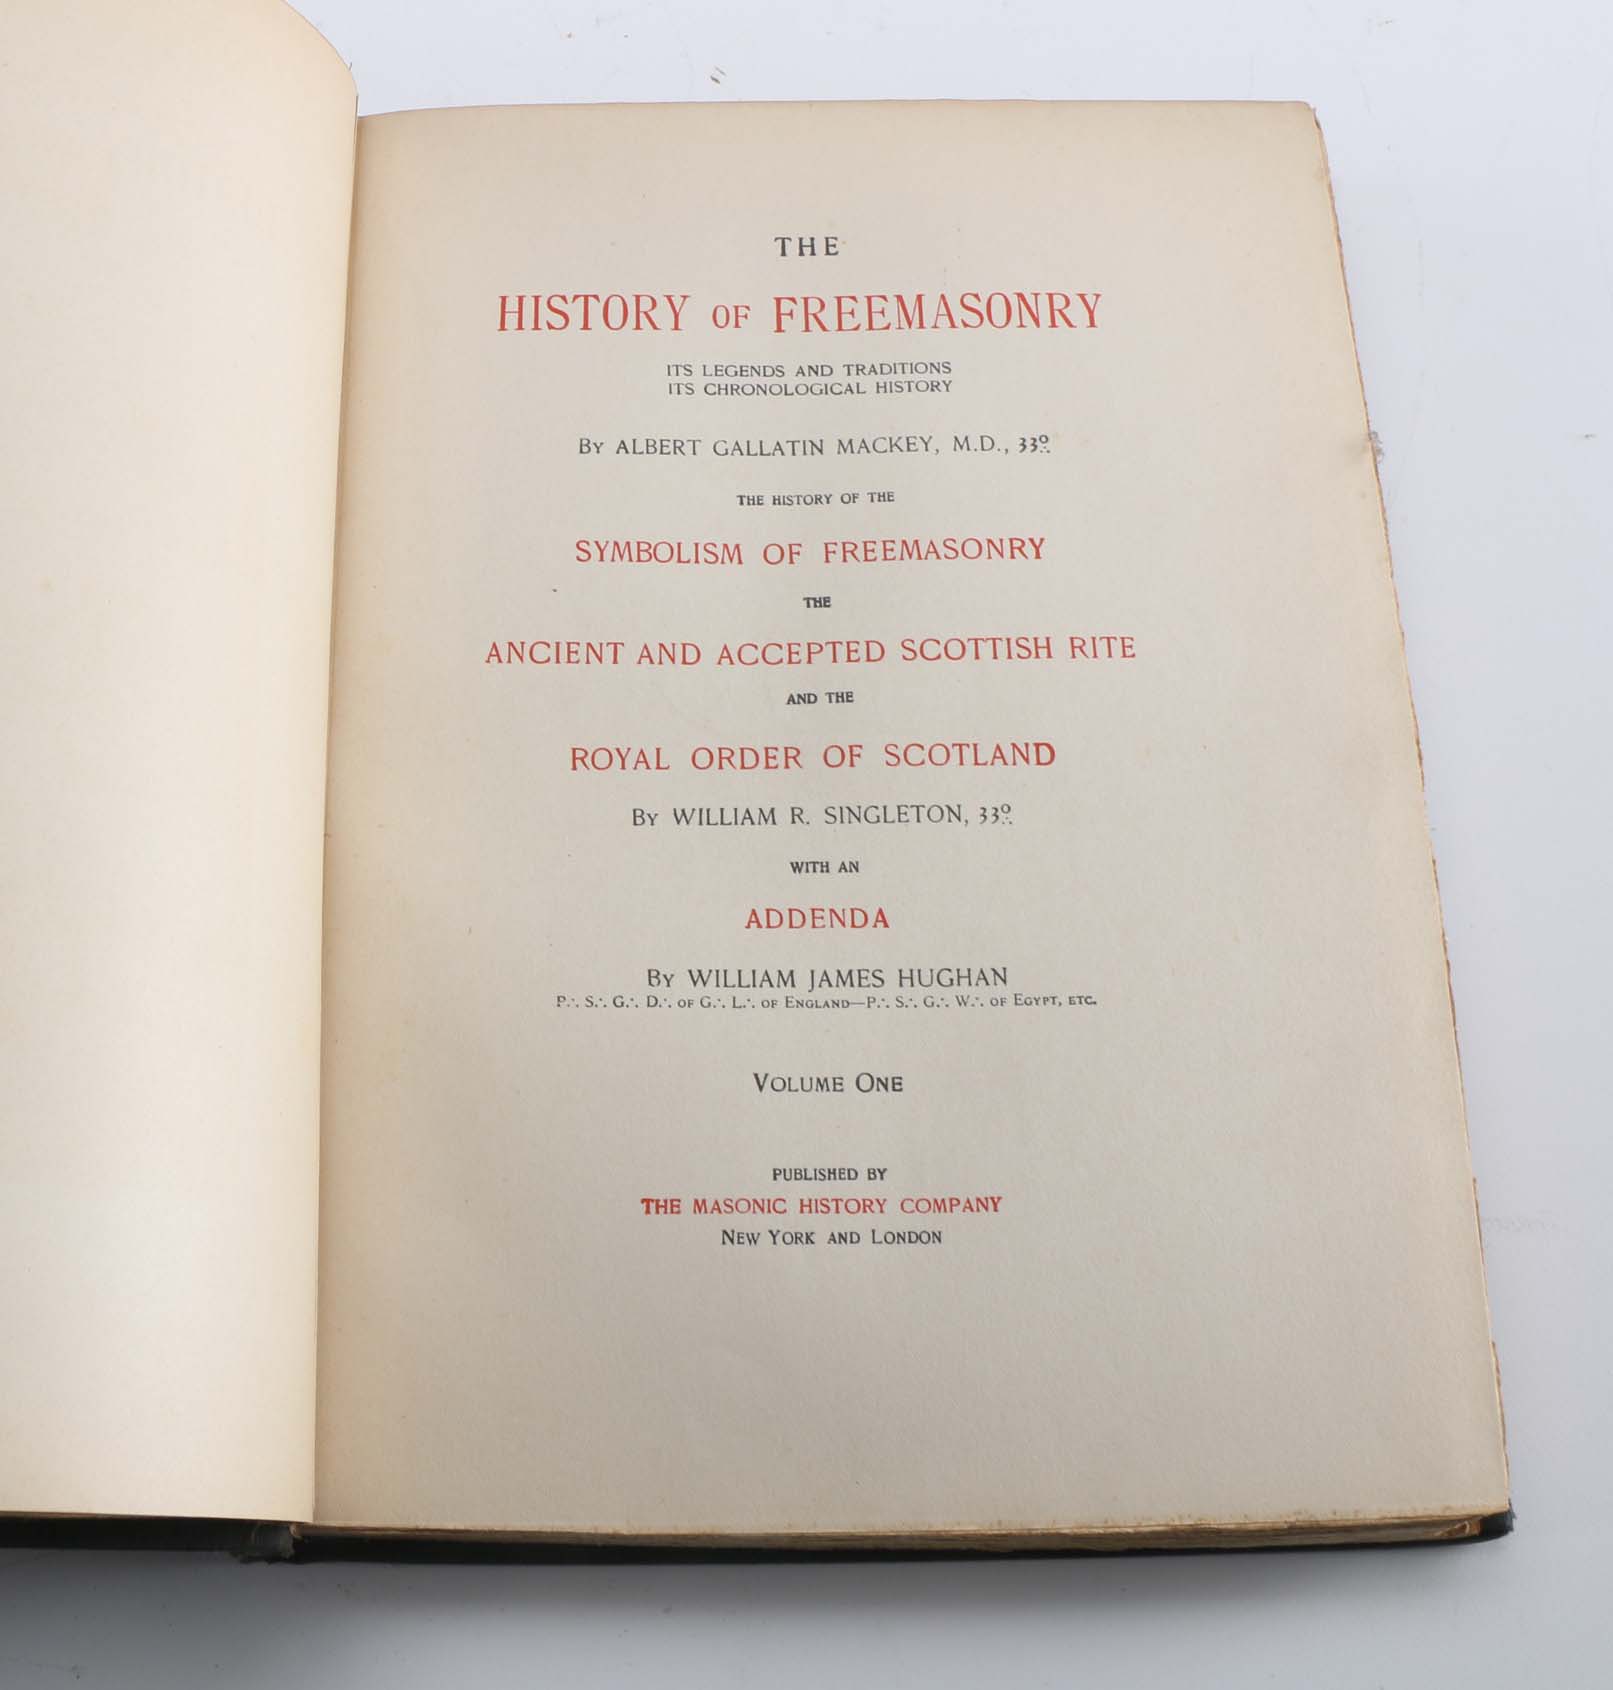 THE
HISTORY OF FREEMASONRY
ITS LEGENDS AND TRADITIONS
ITS CHRONOLOGICAL HISTORY
BY ALBERT GALLATIN MACKEY, M.D., 33º∴
THE HISTORY OF THE
SYMBOLISM OF FREEMASONRY
THE
ANCIENT AND ACCEPTED SCOTTISH RITE
AND THE
ROYAL ORDER OF SCOTLAND
BY WILLIAM R. SINGLETON, 33º∴
WITH AN
ADDENDA
BY WILLIAM JAMES HUGHAN
P∴ S∴ G∴ D∴ OF G∴ L∴ OF ENGLAND—P∴ S∴ G∴ W∴ OF EGYPT, ETC.
VOLUME ONE
PUBLISHED BY
THE MASONIC HISTORY COMPANY
NEW YORK AND LONDON